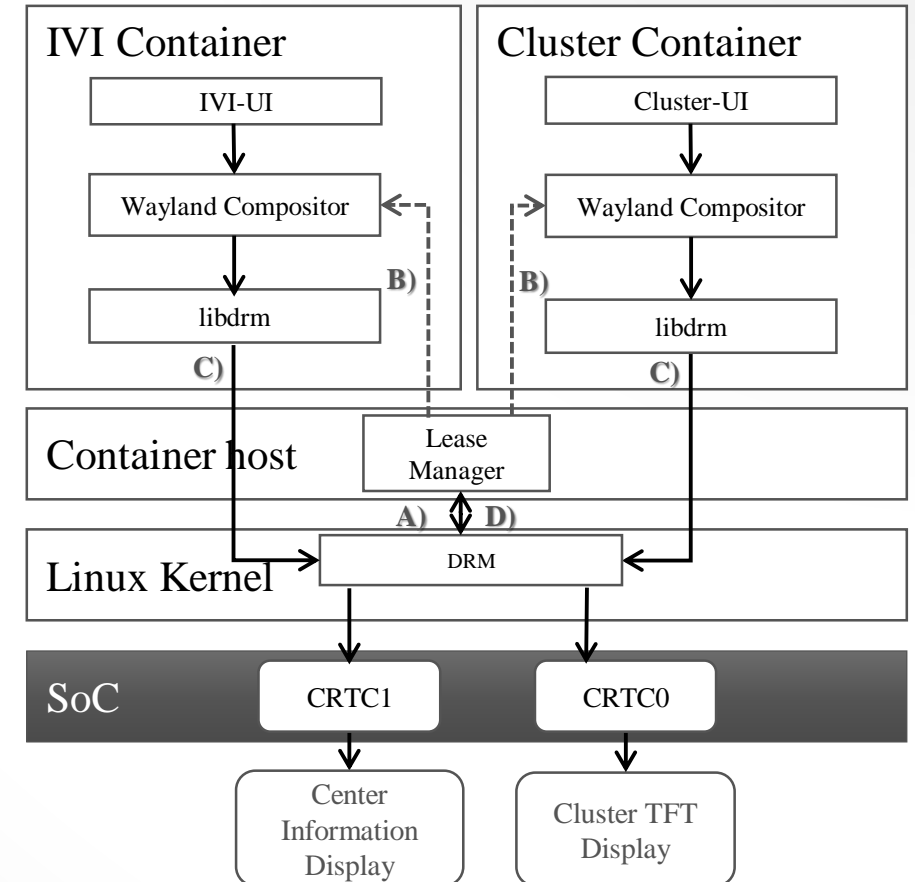 IVI Container
Cluster Container
IVI-UI
Cluster-UI
Wayland Compositor
Wayland Compositor
B)
B)
libdrm
libdrm
C)
C)
Container host
Lease
Manager
A)
D)
Linux Kernel
DRM
SoC
CRTC1
CRTC0
Center
Information
Display
Cluster TFT
Display